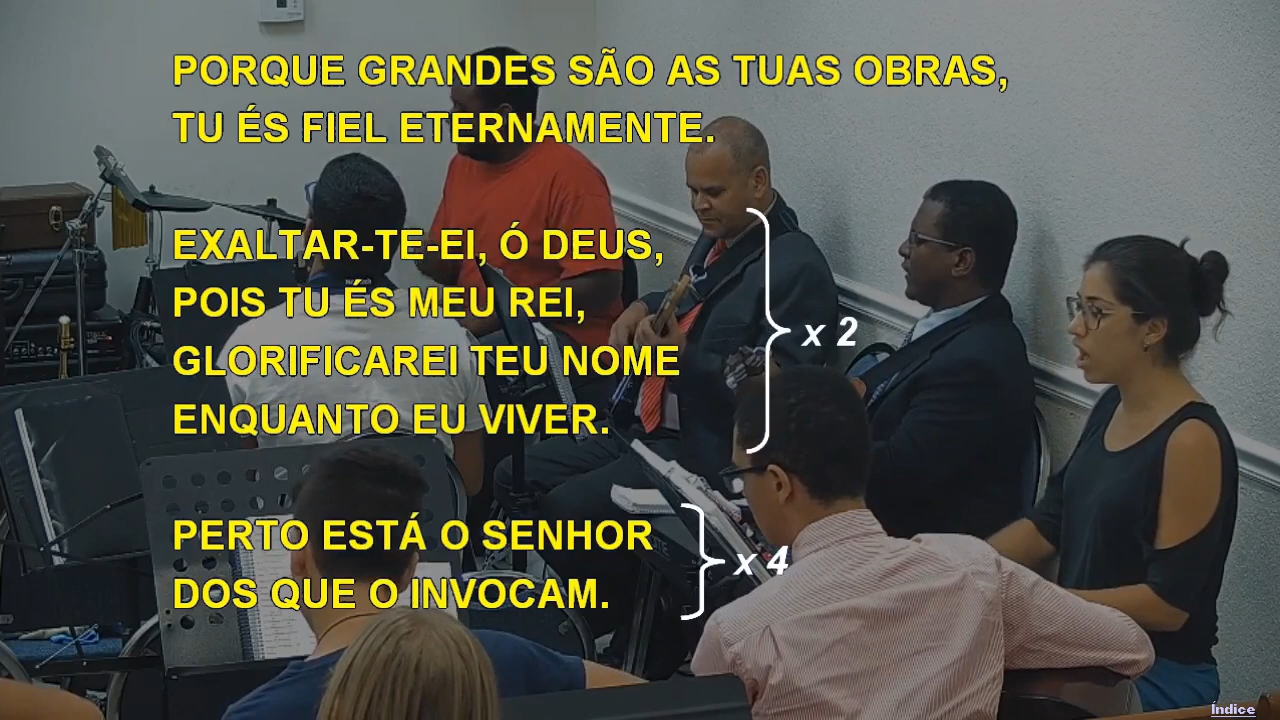 PORQUE GRANDES SÃO AS TUAS OBRAS,
TU ÉS FIEL ETERNAMENTE.
EXALTAR-TE-EI, Ó DEUS,
POIS TU ÉS MEU REI,
GLORIFICAREI TEU NOME
ENQUANTO EU VIVER.
x 2
PERTO ESTÁ O SENHOR
DOS QUE O INVOCAM.
x 4
Índice